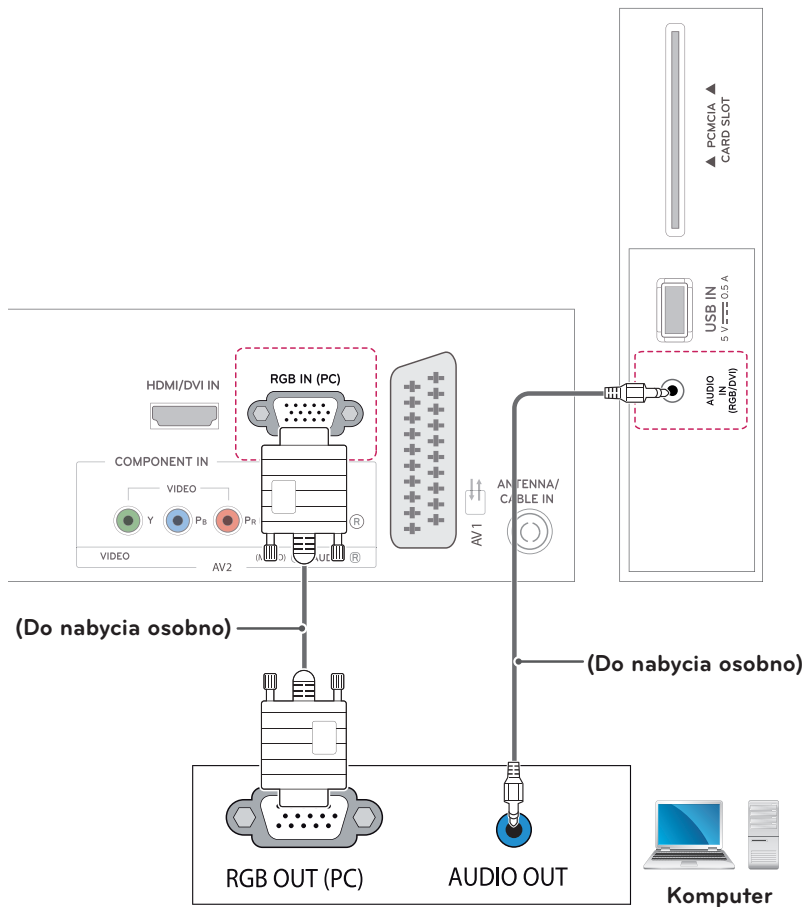 ▲ PCMCIA ▲
CARD SLOT
USB IN
5 V 0.5 A
AUDIO
IN
(RGB/DVI)
HDMI/DVI IN
RGB IN (PC)
COMPONENT IN
VIDEO
Y
PB
PR
R
VIDEO
AV2
R
AV1
ANTENNA/
CABLE IN
(Do nabycia osobno)
(Do nabycia osobno)
RGB OUT (PC)
AUDIO OUT
Komputer